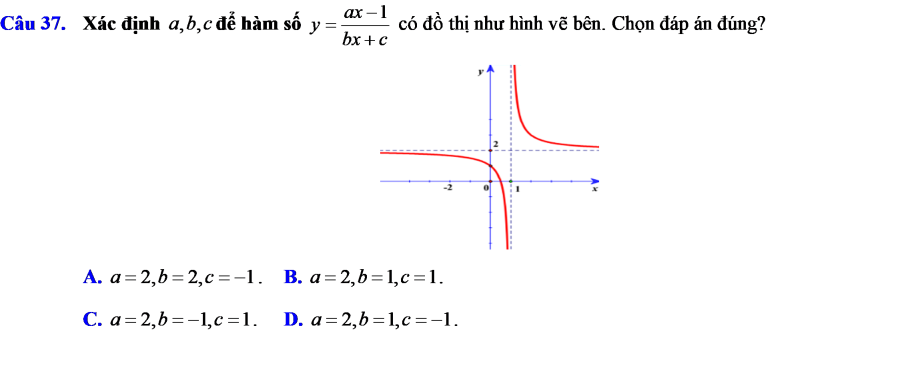 Câu 37. Xác định a, b, c để hàm số y = \frac{ax-1}{bx+c} có đồ thị như hình vẽ bên. Chọn đáp án đúng?
y
2
-2 0 1 x
A. a = 2, b = 2, c = -1. B. a = 2, b = 1, c = 1.
C. a = 2, b = -1, c = 1. D. a = 2, b = 1, c = -1.